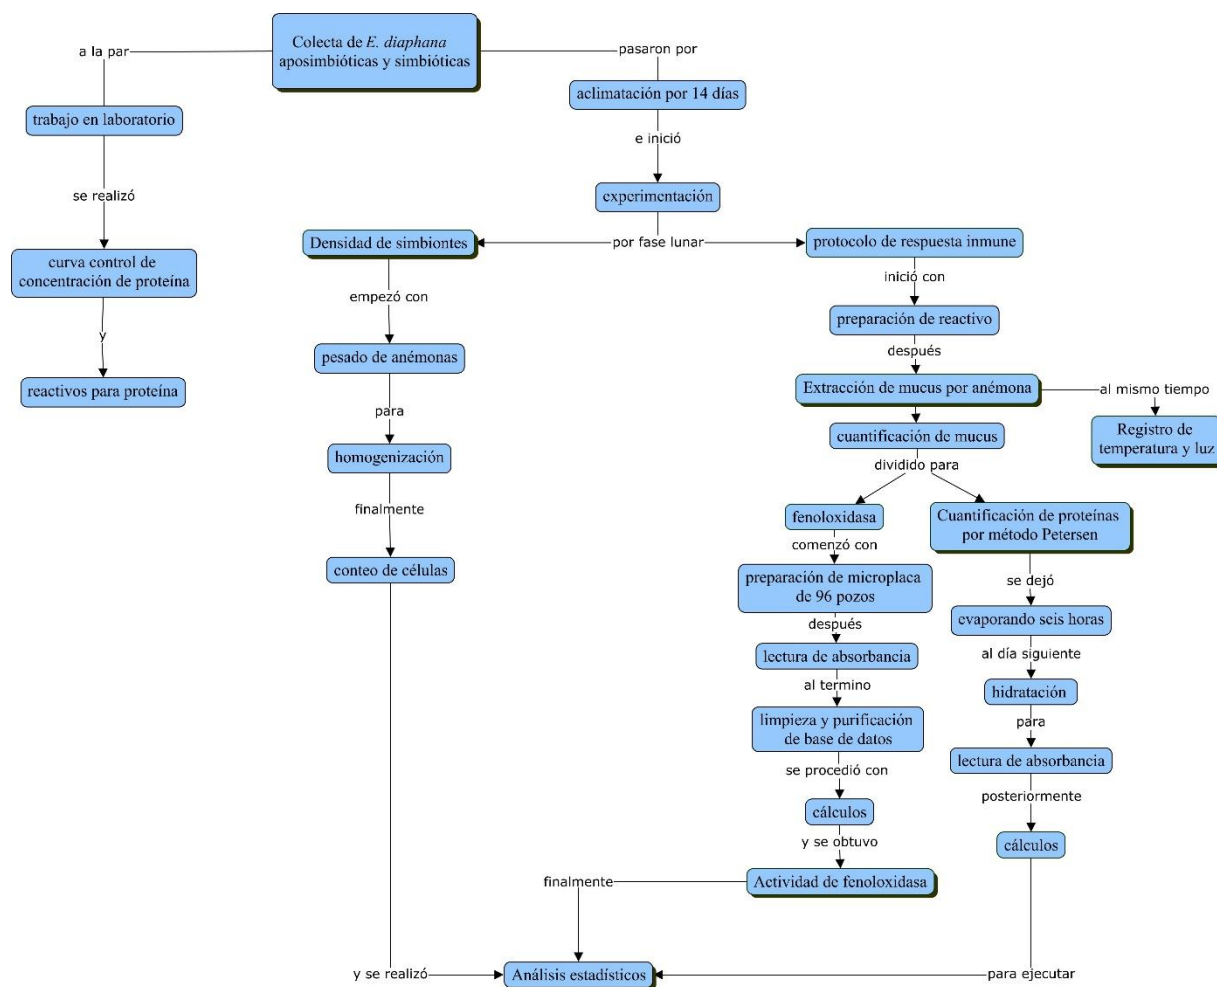 Colecta de E. diaphana
aposimbióticas y simbióticas
a la par
pasaron por
trabajo en laboratorio
aclimatación por 14 días
se realizó
e inició
curva control de
concentración de proteína
experimentación
y
por fase lunar
reactivos para proteína
Densidad de simbiontes
protocolo de respuesta inmune
empezó con
inició con
pesado de anémonas
preparación de reactivo
para
después
homogenización
Extracción de mucus por anémona
al mismo tiempo
finalmente
cuantificación de mucus
Registro de
temperatura y luz
conteo de células
dividido para
fenoloxidasa
Cuantificación de proteínas
por método Petersen
comenzó con
se dejó
preparación de microplaca
de 96 pozos
evaporando seis horas
después
al día siguiente
lectura de absorbancia
hidratación
al termino
para
limpieza y purificación
de base de datos
lectura de absorbancia
se procedió con
posteriormente
cálculos
cálculos
y se obtuvo
Actividad de fenoloxidasa
finalmente
y se realizó
para ejecutar
Análisis estadísticos